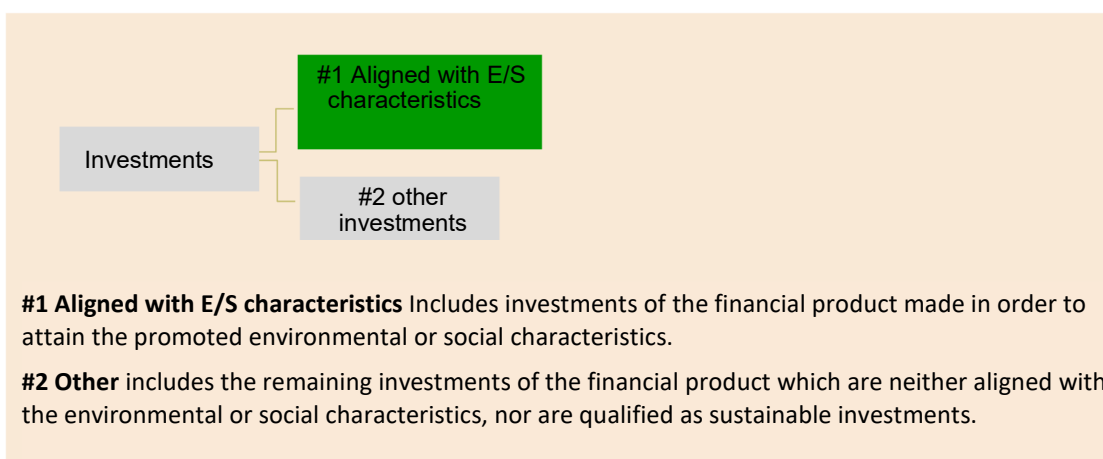 #1 Aligned with E/S
characteristics
Investments
#2 other
investments
#1 Aligned with E/S characteristics Includes investments of the financial product made in order to
attain the promoted environmental or social characteristics.
#2 Other includes the remaining investments of the financial product which are neither aligned with
the environmental or social characteristics, nor are qualified as sustainable investments.